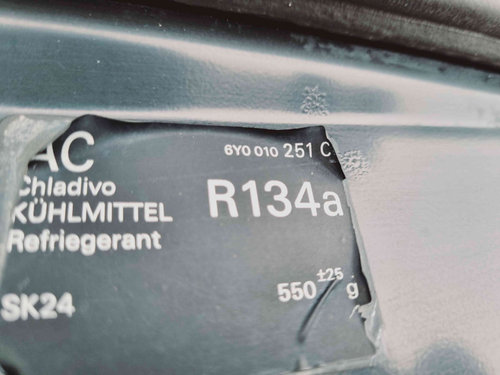 AC
6Y0 010 251 C
Chladivo
KÜHLMITTEL R134a
Refriegerant
SK24
550 ±25 g